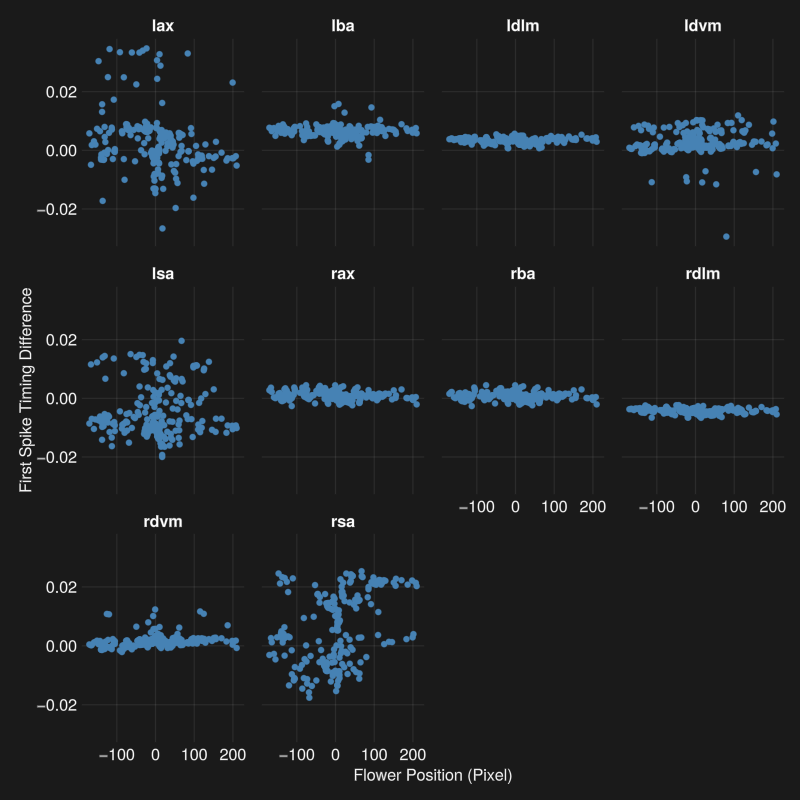 lax lba ldlm ldvm
0.02
0.00
−0.02
lsa rax rba rdlm
0.02
0.00
−0.02
−100 0 100 200 −100 0 100 200
rdvm rsa
0.02
0.00
−0.02
−100 0 100 200 −100 0 100 200
Flower Position (Pixel)
First Spike Timing Difference